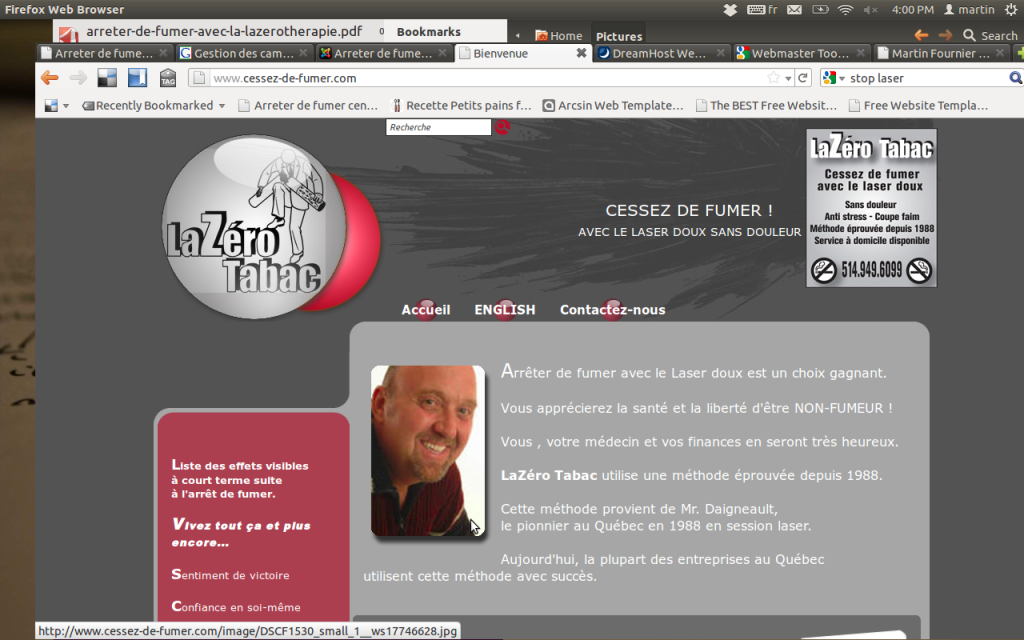 Firefox Web Browser
fr
4:00 PM
martin
arreter-de-fumer-avec-la-lazerotherapie.pdf
Bookmarks
Home
Pictures
Search
Arreter de fume...
Gestion des cam...
Arreter de fume...
Bienvenue
DreamHost We...
Webmaster Too...
Martin Fournier ...
TAG
www.cessez-de-fumer.com
stop laser
Recently Bookmarked
Arreter de fumer cen...
Recette Petits pains f...
Arcsin Web Template...
The BEST Free Websit...
Free Website Templa...
Recherche
LaZéro
Tabac
CESSEZ DE FUMER !
AVEC LE LASER DOUX SANS DOULEUR
LaZéro Tabac
Cessez de fumer
avec le laser doux
Sans douleur
Anti stress - Coupe faim
Méthode éprouvée depuis 1988
Service à domicile disponible
514.949.6099
Accueil
ENGLISH
Contactez-nous
Arrêter de fumer avec le Laser doux est un choix gagnant.
Vous apprécierez la santé et la liberté d'être NON-FUMEUR !
Vous , votre médecin et vos finances en seront très heureux.
LaZéro Tabac utilise une méthode éprouvée depuis 1988.
Cette méthode provient de Mr. Daigneault,
le pionnier au Québec en 1988 en session laser.
Aujourd'hui, la plupart des entreprises au Québec
utilisent cette méthode avec succès.
Liste des effets visibles
à court terme suite
à l'arrêt de fumer.
Vivez tout ça et plus
encore...
Sentiment de victoire
Confiance en soi-même
http://www.cessez-de-fumer.com/image/DSCF1530_small_1__ws17746628.jpg